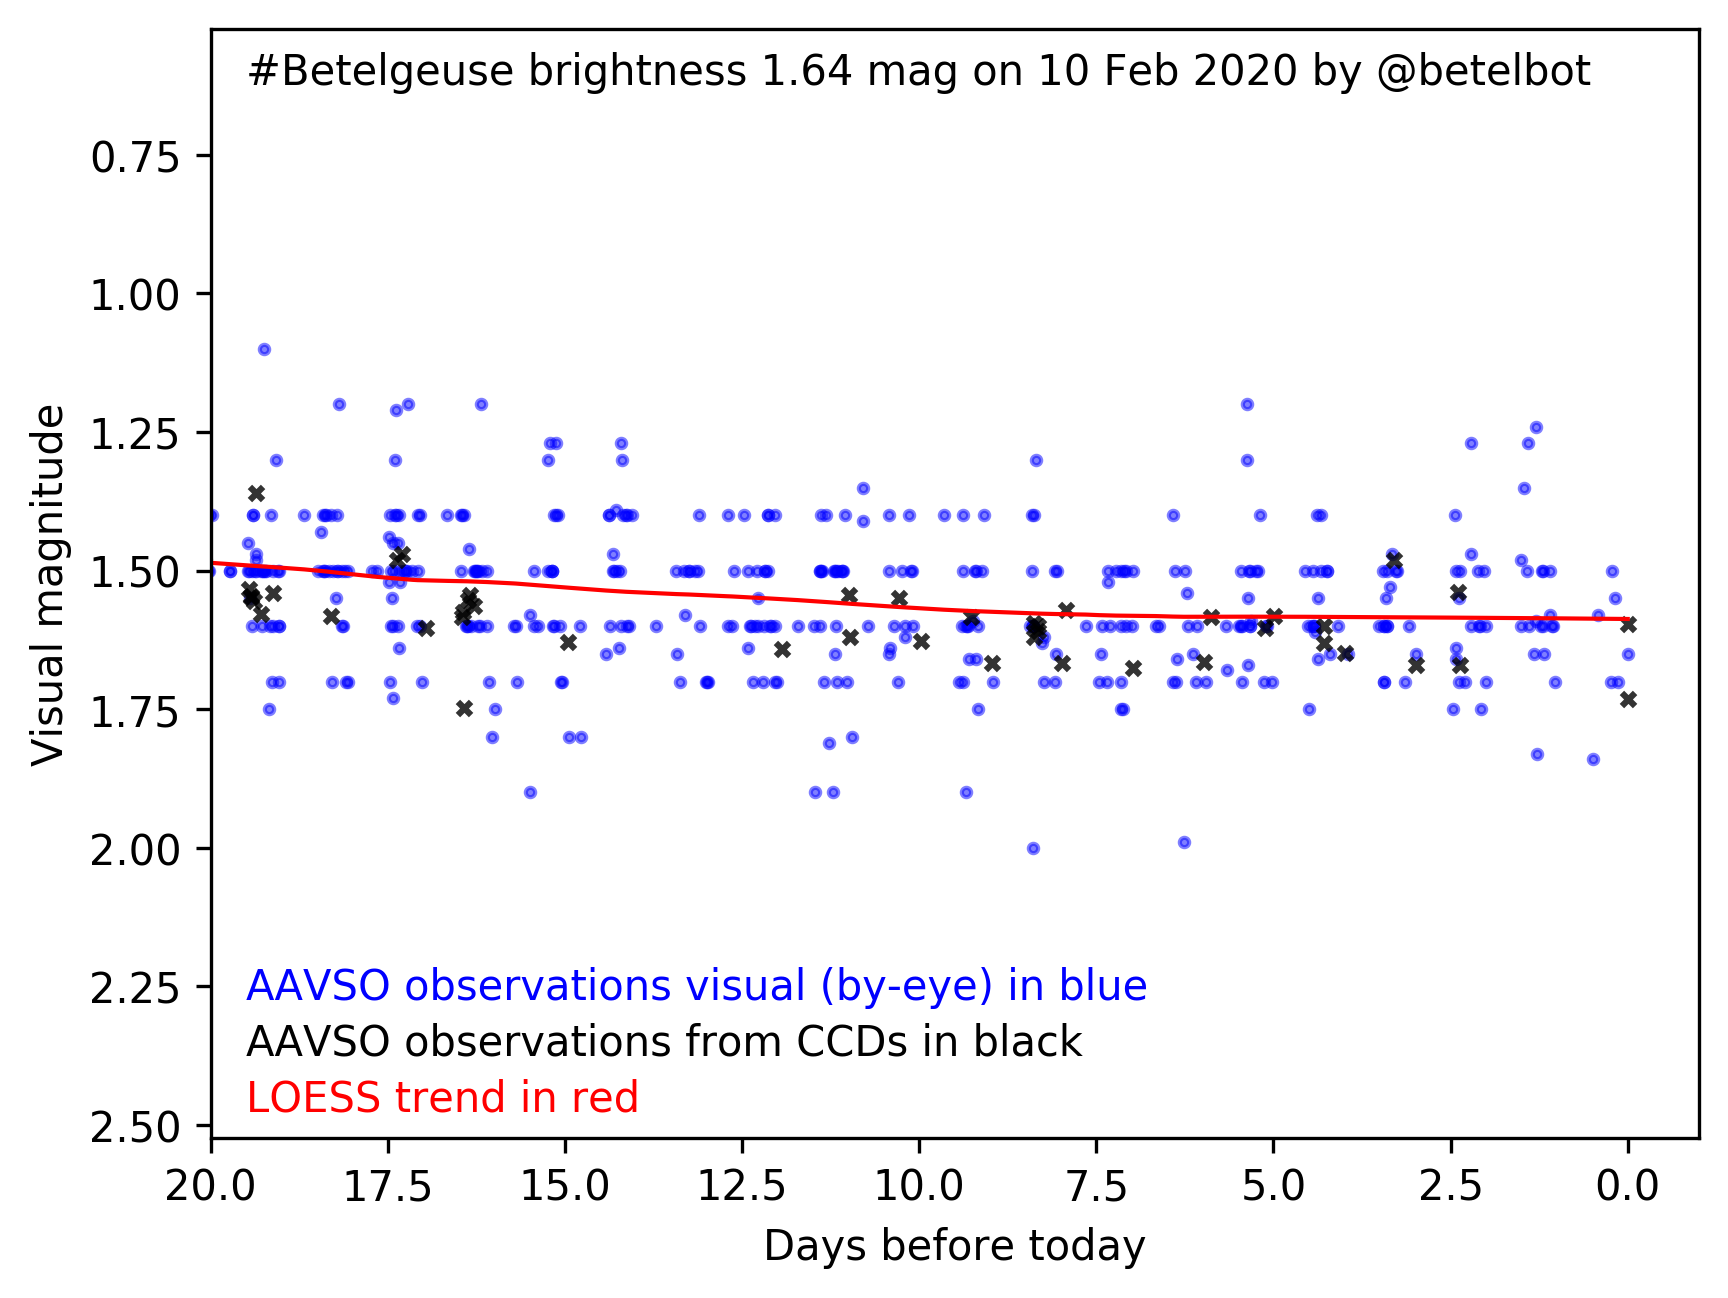 #Betelgeuse brightness 1.64 mag on 10 Feb 2020 by @betelbot
0.75
1.00
1.25
1.50
1.75
2.00
2.25
2.50
Visual magnitude
AAVSO observations visual (by-eye) in blue
AAVSO observations from CCDs in black
LOESS trend in red
20.0 17.5 15.0 12.5 10.0 7.5 5.0 2.5 0.0
Days before today